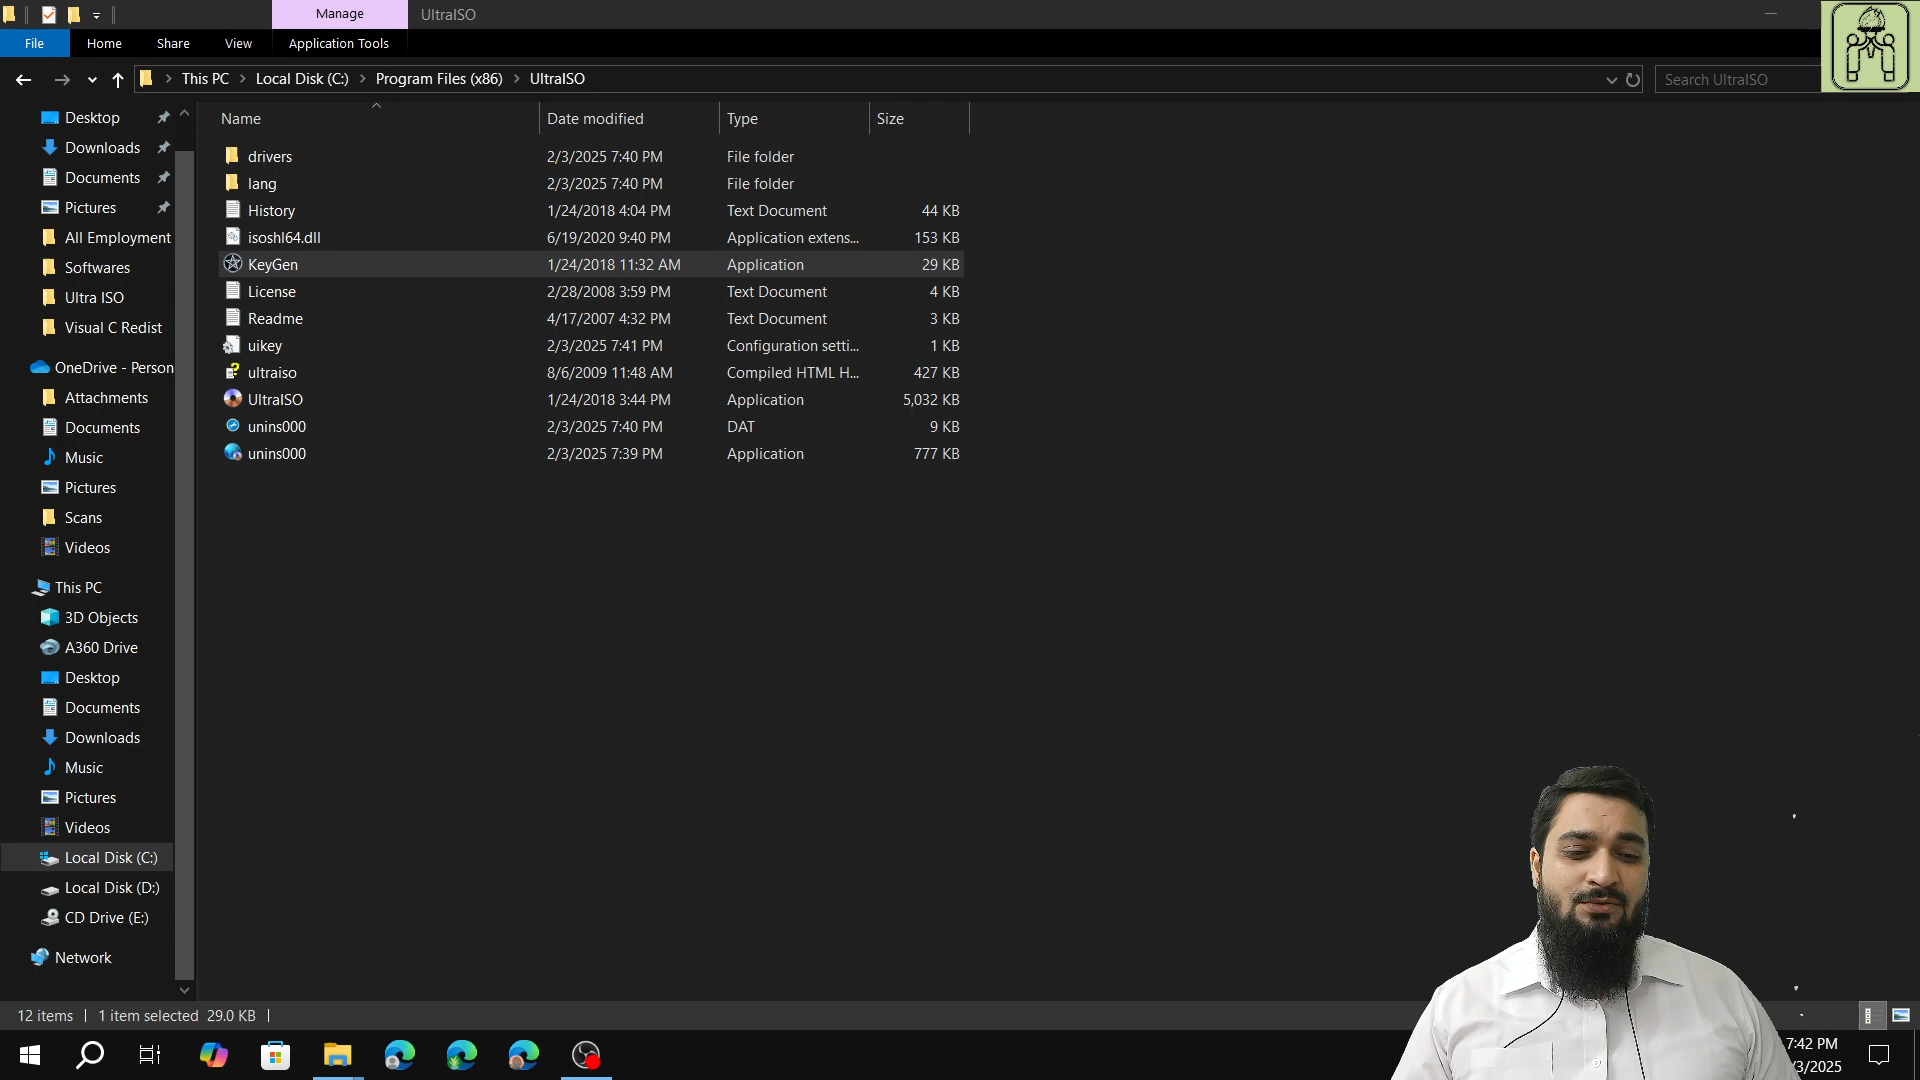 Manage
UltraISO
File
Home
Share
View
Application Tools
This PC
Local Disk (C:)
Program Files (x86)
UltraISO
Search UltraISO
Name
Date modified
Type
Size
drivers 2/3/2025 7:40 PM File folder
lang 2/3/2025 7:40 PM File folder
History 1/24/2018 4:04 PM Text Document 44 KB
isoshl64.dll 6/19/2020 9:40 PM Application extens... 153 KB
KeyGen 1/24/2018 11:32 AM Application 29 KB
License 2/28/2008 3:59 PM Text Document 4 KB
Readme 4/17/2007 4:32 PM Text Document 3 KB
uikey 2/3/2025 7:41 PM Configuration setti... 1 KB
ultraiso 8/6/2009 11:48 AM Compiled HTML H... 427 KB
UltraISO 1/24/2018 3:44 PM Application 5,032 KB
unins000 2/3/2025 7:40 PM DAT 9 KB
unins000 2/3/2025 7:39 PM Application 777 KB
Desktop
Downloads
Documents
Pictures
All Employment
Softwares
Ultra ISO
Visual C Redist
OneDrive - Person
Attachments
Documents
Music
Pictures
Scans
Videos
This PC
3D Objects
A360 Drive
Desktop
Documents
Downloads
Music
Pictures
Videos
Local Disk (C:)
Local Disk (D:)
CD Drive (E:)
Network
12 items
1 item selected 29.0 KB
7:42 PM
/3/2025